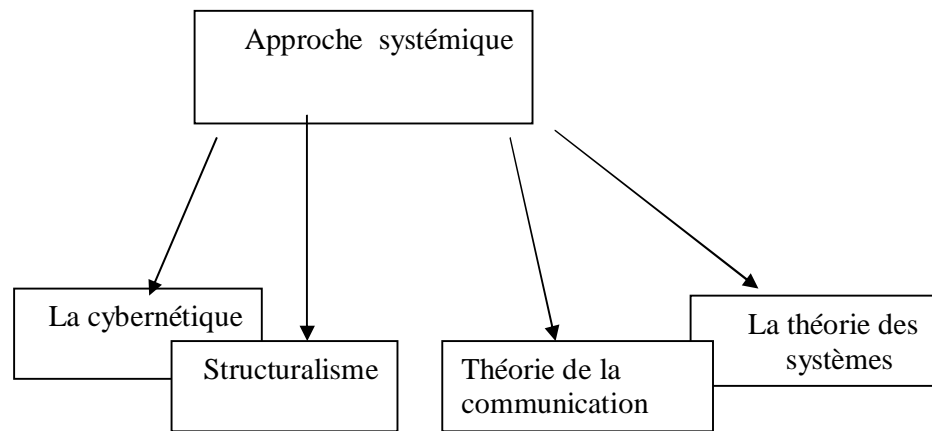 Approche systémique
La cybernétique
Structuralisme
Théorie de la
communication
La théorie des
systèmes